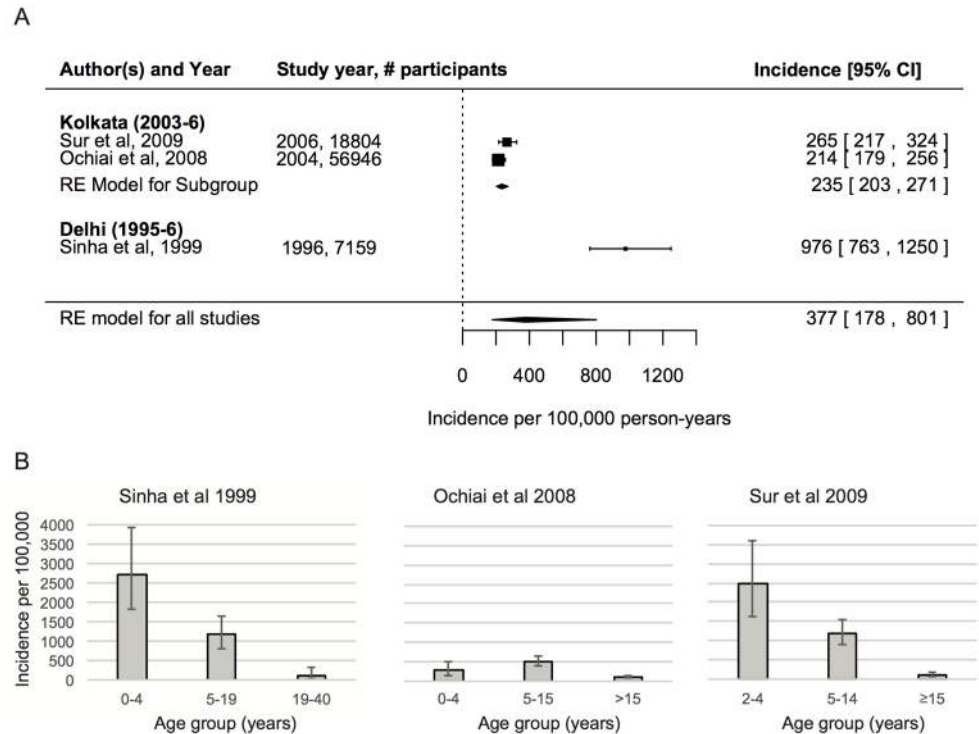 A
Author(s) and Year Study year, # participants Incidence [95% CI]
Kolkata (2003-6)
Sur et al, 2009 2006, 18804 265 [ 217 , 324 ]
Ochiai et al, 2008 2004, 56946 214 [ 179 , 256 ]
RE Model for Subgroup 235 [ 203 , 271 ]
Delhi (1995-6)
Sinha et al, 1999 1996, 7159 976 [ 763 , 1250 ]
RE model for all studies 377 [ 178 , 801 ]
0 400 800 1200
Incidence per 100,000 person-years
B
Sinha et al 1999 Ochiai et al 2008 Sur et al 2009
Incidence per 100,000
4000
3500
3000
2500
2000
1500
1000
500
0
0-4 5-19 19-40 0-4 5-15 >15 2-4 5-14 ≥15
Age group (years) Age group (years) Age group (years)